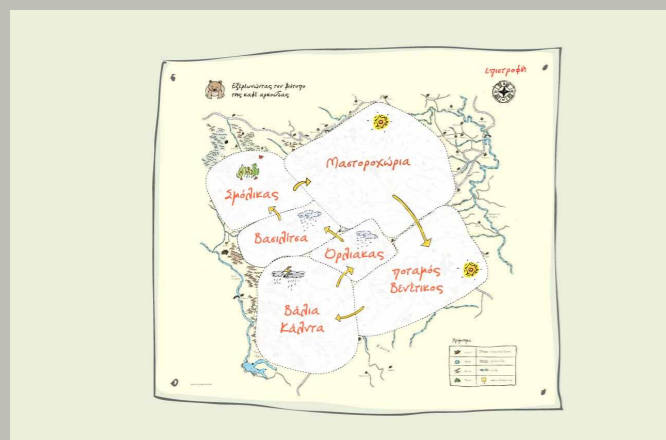 Εξερευνώντας τον βιότοπο
της καφέ αρκούδας
επιστροφή
Μαστοροχώρια
Σμόλικας
Βασιλίτσα
Όρλιακας
ποταμός
Βενέτικος
Βάλια
Κάλντα